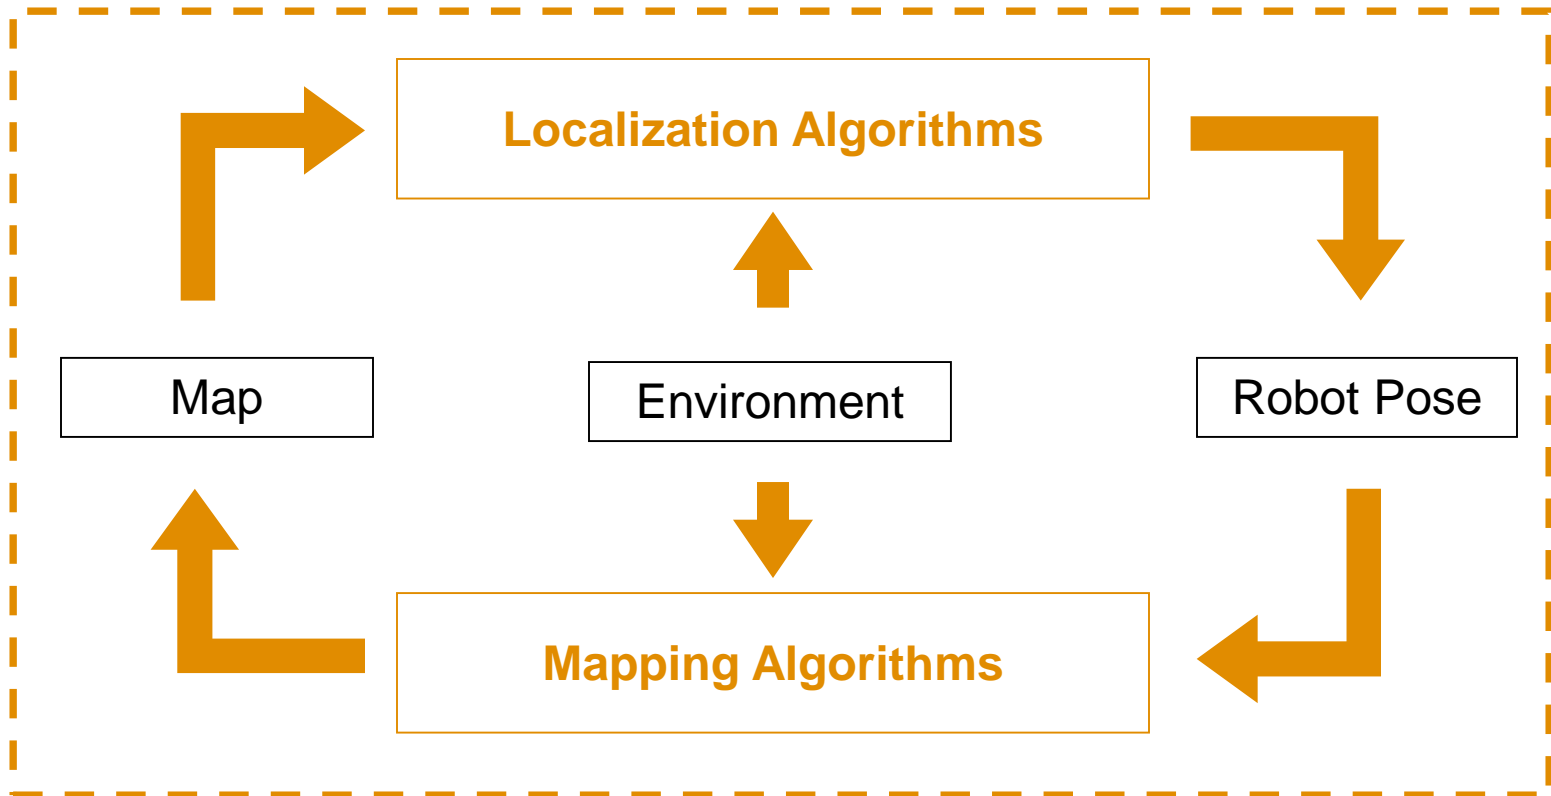 Localization Algorithms
Map
Environment
Robot Pose
Mapping Algorithms